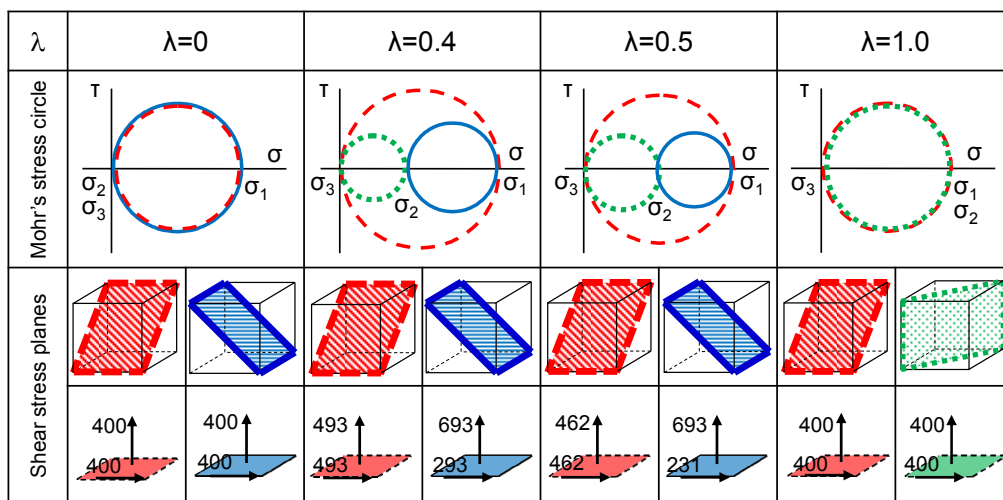 λ λ=0 λ=0.4 λ=0.5 λ=1.0
Mohr's stress circle
τ τ τ τ
σ σ σ σ
σ2 σ1 σ3 σ1 σ3 σ1 σ3 σ1
σ3 σ2 σ2 σ2
Shear stress planes
400 400 493 693 462 693 400 400
400 400 493 293 462 231 400 400